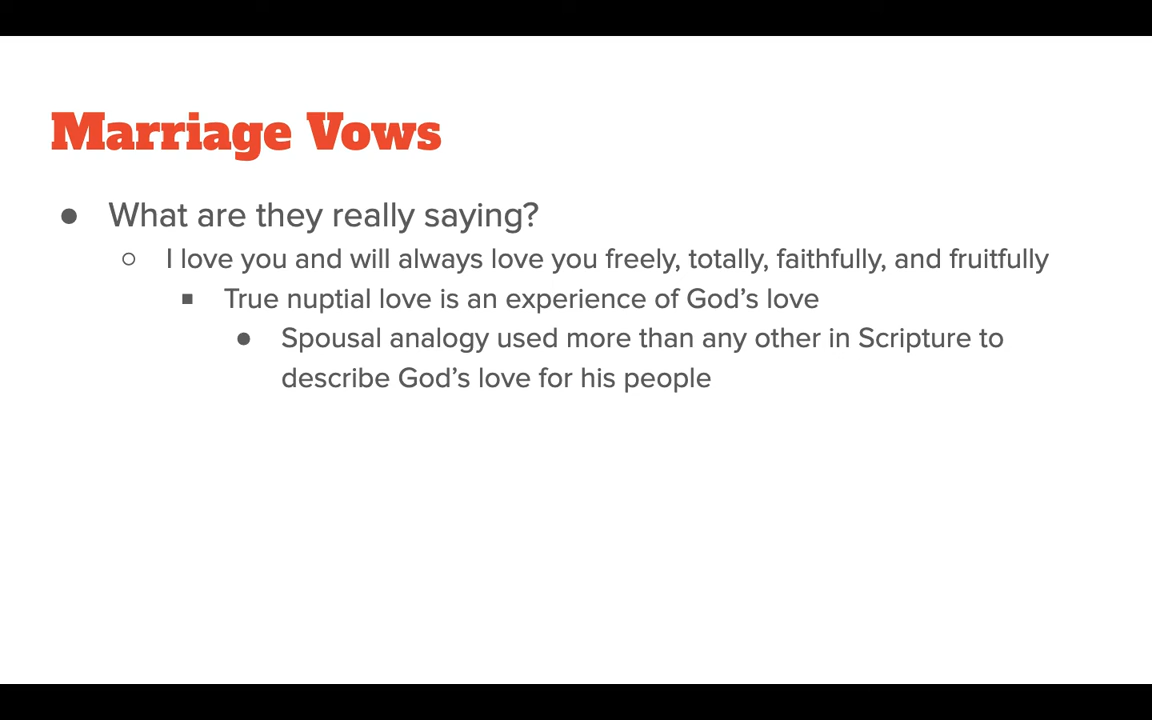 Marriage Vows
● What are they really saying?
○ I love you and will always love you freely, totally, faithfully, and fruitfully
■ True nuptial love is an experience of God’s love
● Spousal analogy used more than any other in Scripture to
describe God’s love for his people